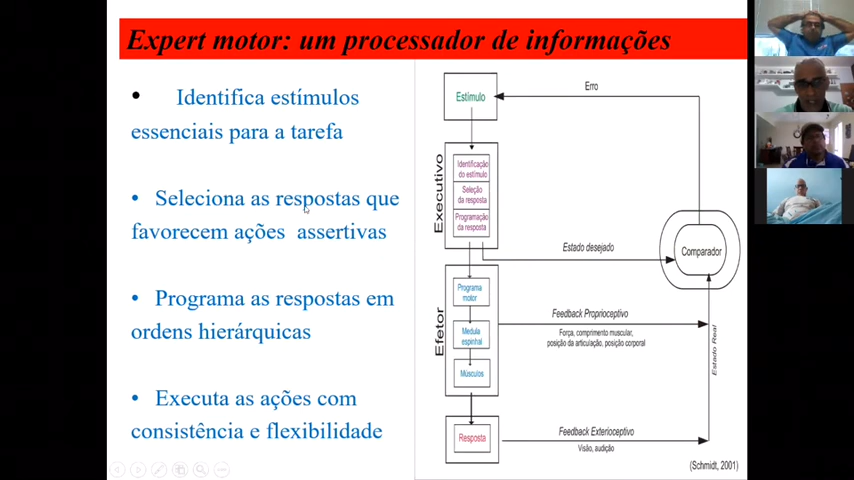 Expert motor: um processador de informações
• Identifica estímulos
essenciais para a tarefa
• Seleciona as respostas que
favorecem ações assertivas
• Programa as respostas em
ordens hierárquicas
• Executa as ações com
consistência e flexibilidade
Estímulo
Erro
Executivo
Identificação
do estímulo
Seleção
da resposta
Programação
da resposta
Estado desejado
Comparador
Efetor
Programa
motor
Medula
espinhal
Músculos
Feedback Proprioceptivo
Força, comprimento muscular,
posição da articulação, posição corporal
Estado Real
Resposta
Feedback Exterioceptivo
Visão, audição
(Schmidt, 2001)